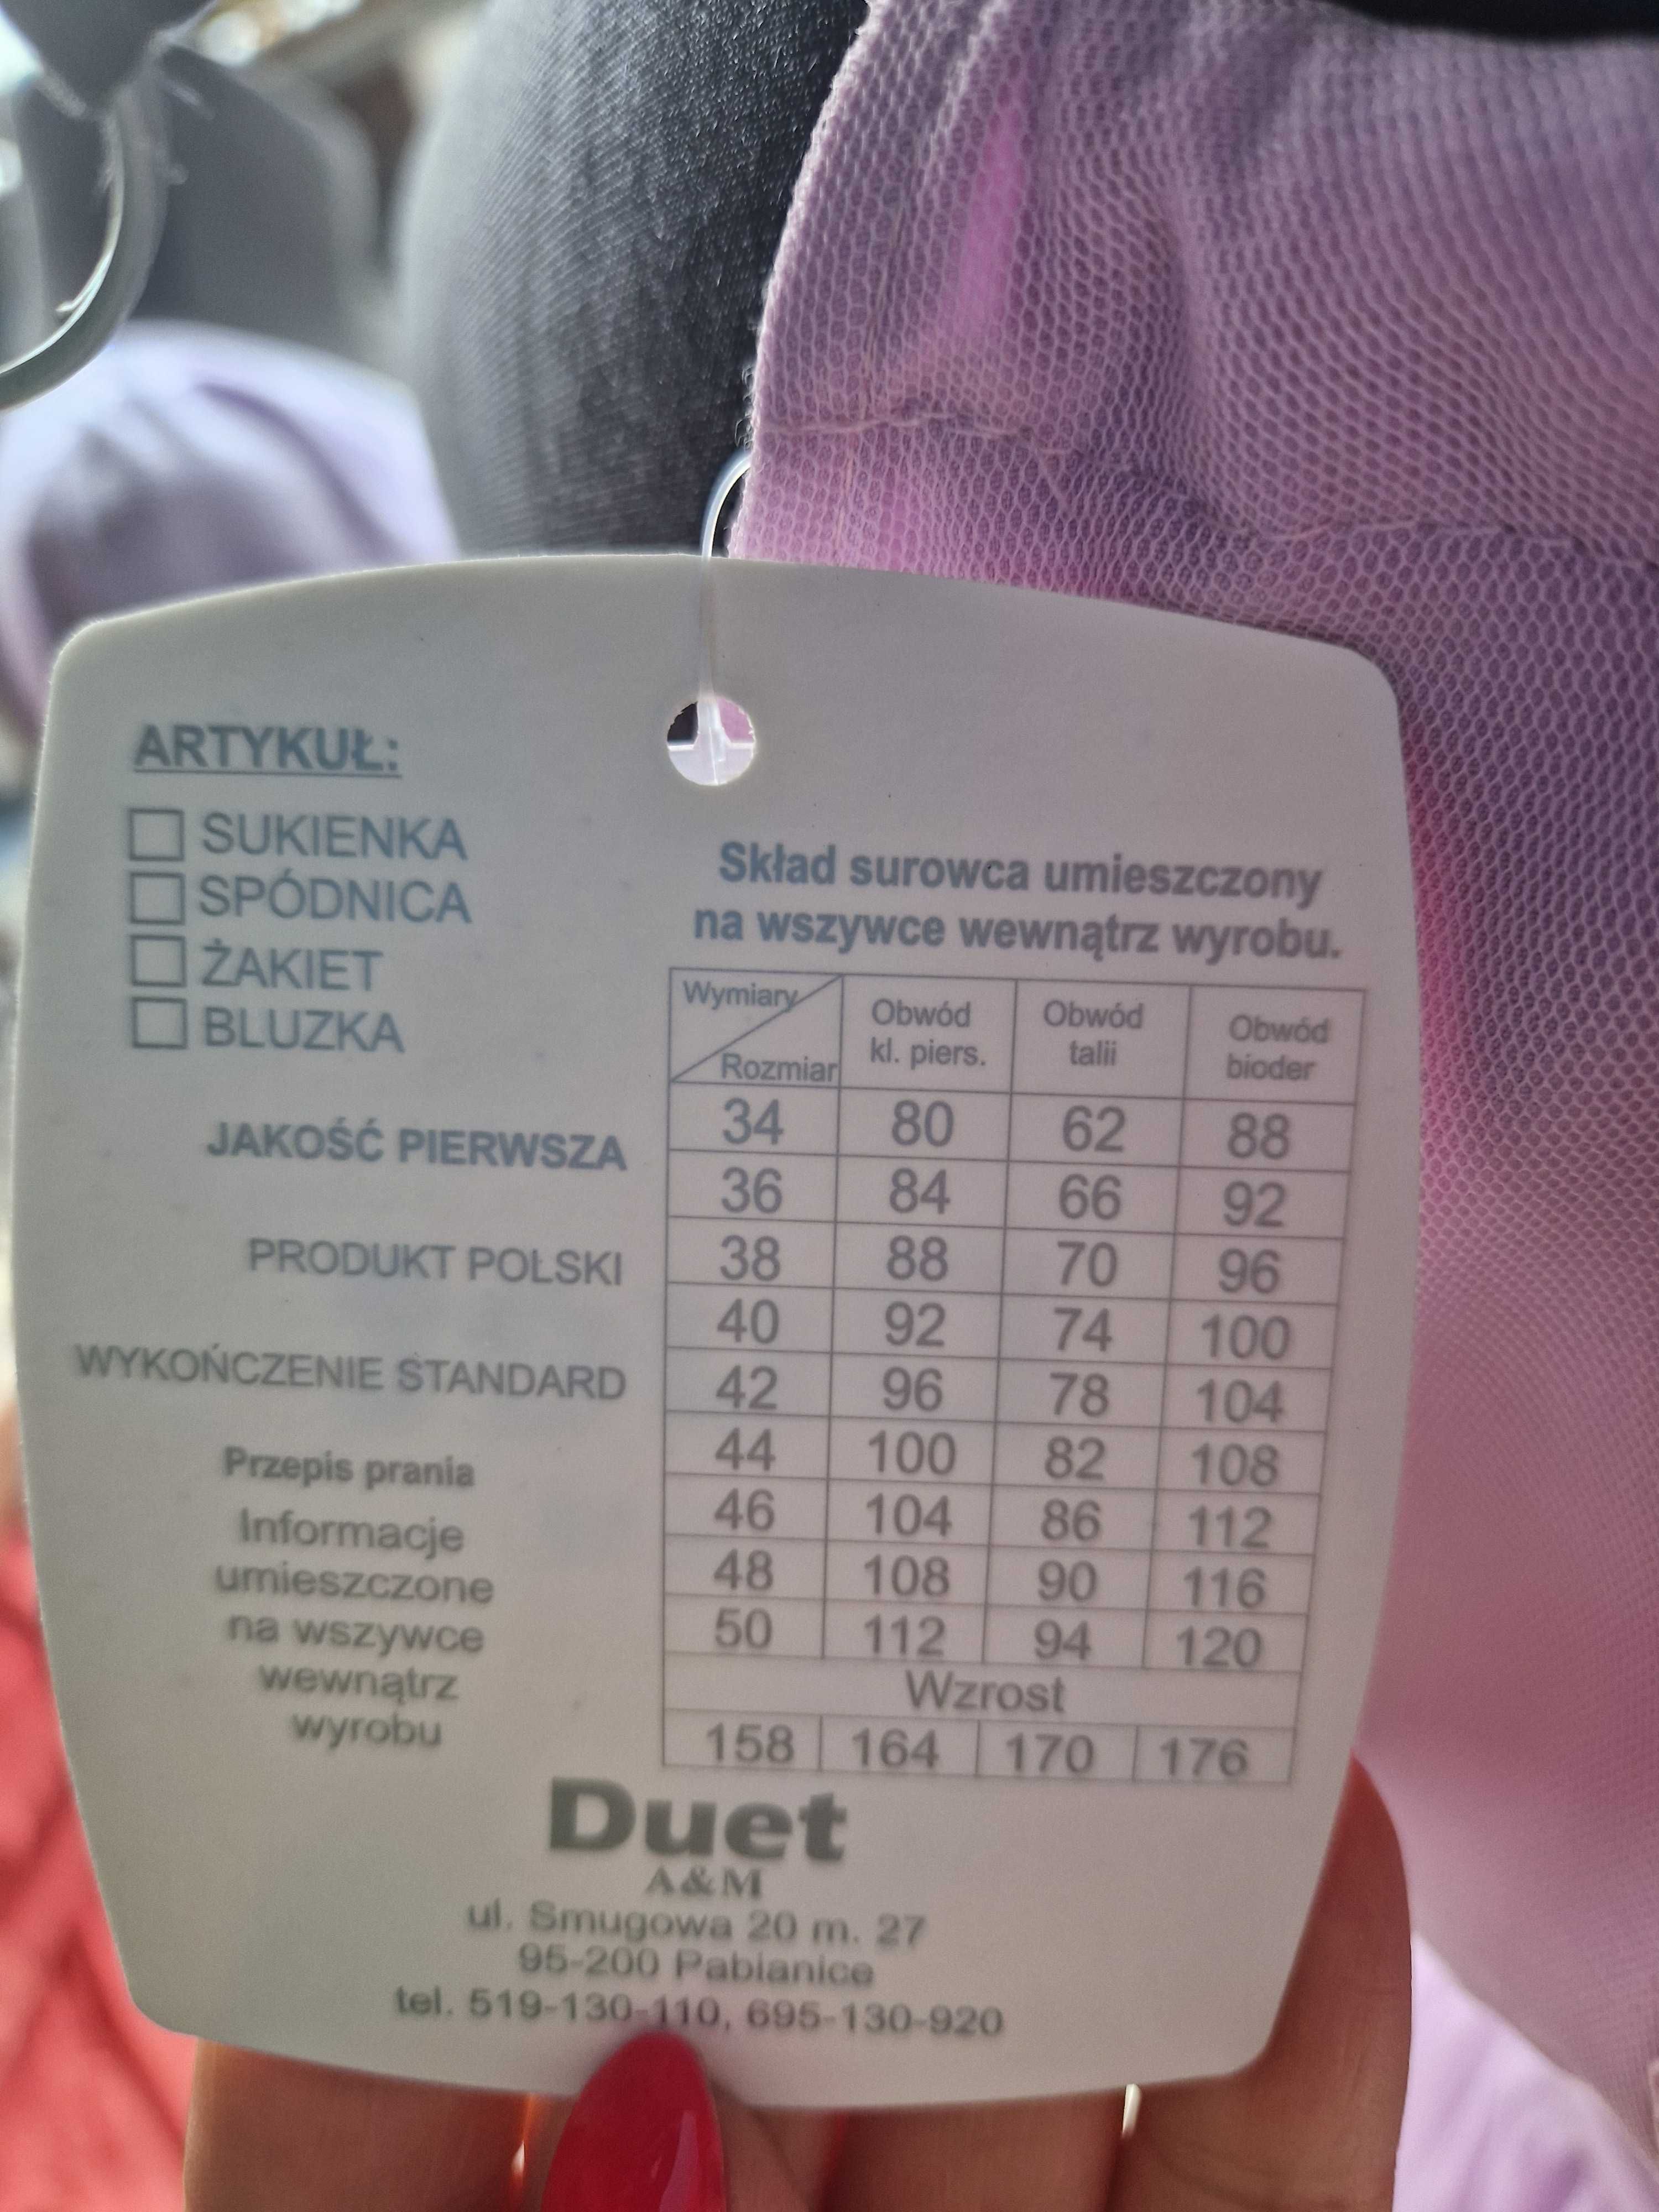 ARTYKUŁ:
SUKIENKA
SPÓDNICA
ŻAKIET
BLUZKA
JAKOŚĆ PIERWSZA
PRODUKT POLSKI
WYKOŃCZENIE STANDARD
Przepis prania
Informacje
umieszczone
na wszywce
wewnątrz
wyrobu
Skład surowca umieszczony
na wszywce wewnątrz wyrobu.
Wymiary Rozmiar Obwód kl. piers. Obwód talii Obwód bioder
34 80 62 88
36 84 66 92
38 88 70 96
40 92 74 100
42 96 78 104
44 100 82 108
46 104 86 112
48 108 90 116
50 112 94 120
Wzrost
158 164 170 176
Duet
A&M
ul. Smugowa 20 m. 27
95-200 Pabianice
tel. 519-130-110, 695-130-920